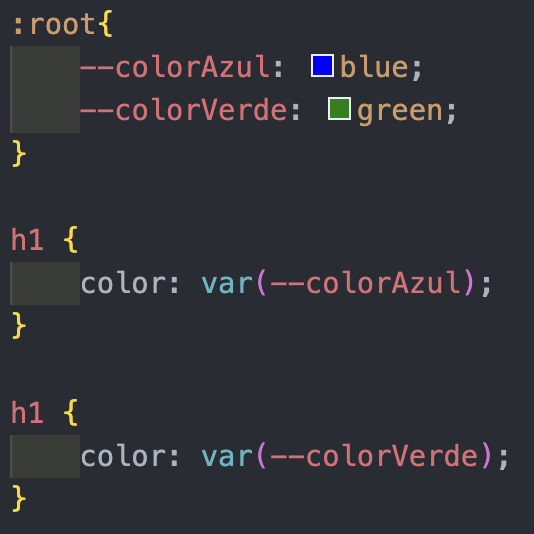 :root{
    --colorAzul: blue;
    --colorVerde: green;
}

h1 {
    color: var(--colorAzul);
}

h1 {
    color: var(--colorVerde);
}